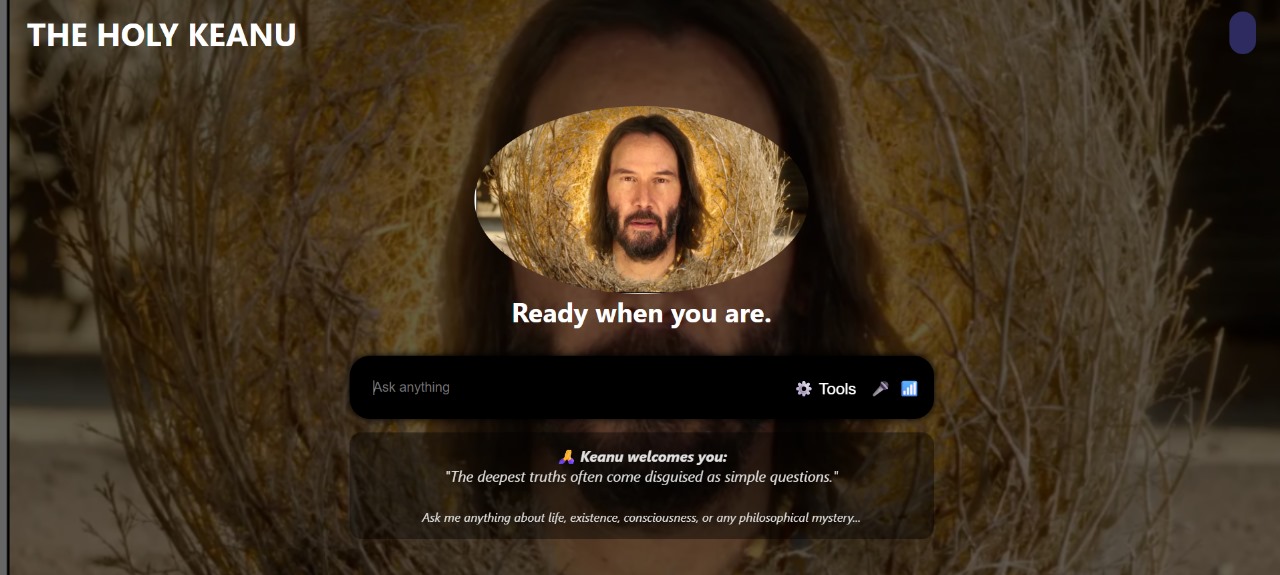 THE HOLY KEANU
Ready when you are.
Ask anything
Tools
Keanu welcomes you:
"The deepest truths often come disguised as simple questions."
Ask me anything about life, existence, consciousness, or any philosophical mystery...